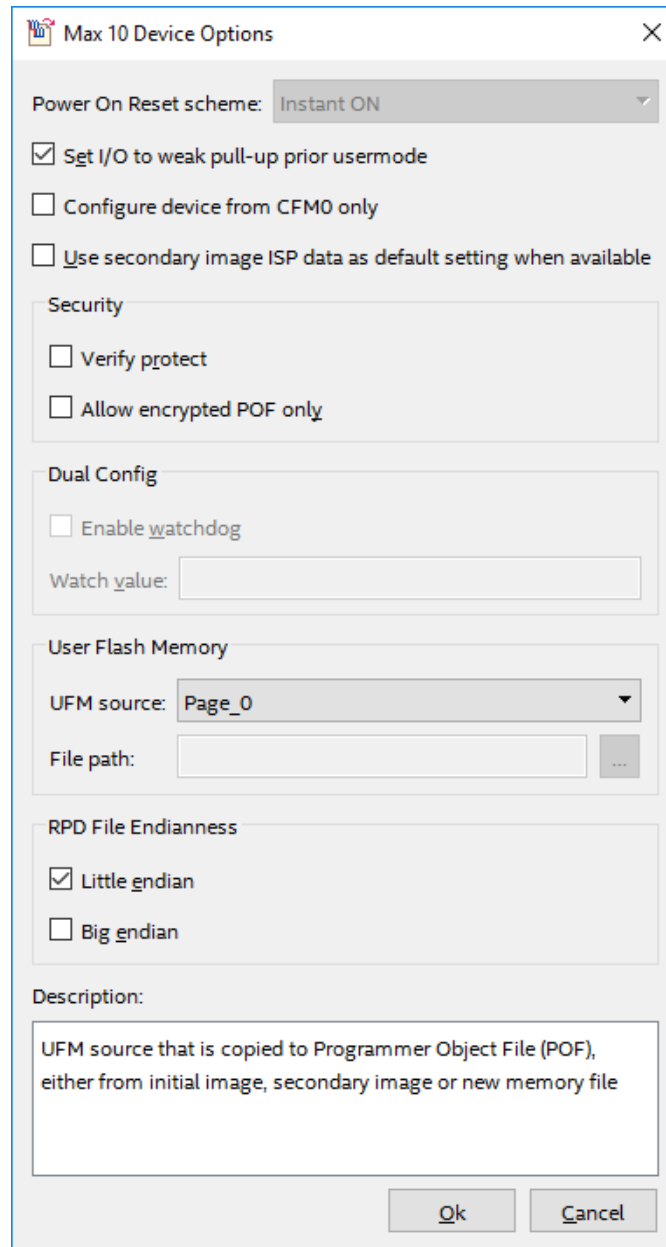 Max 10 Device Options
Power On Reset scheme: Instant ON
Set I/O to weak pull-up prior usermode
Configure device from CFM0 only
Use secondary image ISP data as default setting when available
Security
Verify protect
Allow encrypted POF only
Dual Config
Enable watchdog
Watch value:
User Flash Memory
UFM source: Page_0
File path: ...
RPD File Endianness
Little endian
Big endian
Description:
UFM source that is copied to Programmer Object File (POF),
either from initial image, secondary image or new memory file
Ok Cancel